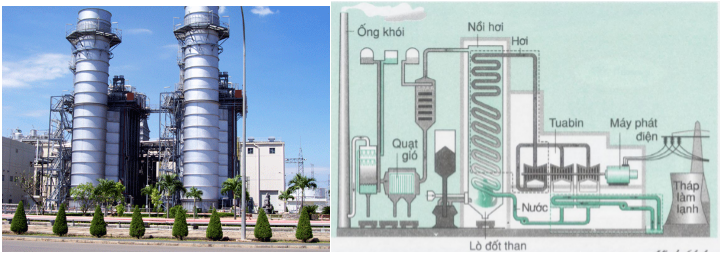 Ống khói
Nồi hơi
Hơi
Quạt
gió
Tuabin
Máy phát
điện
Nước
Tháp
làm
lạnh
Lò đốt than